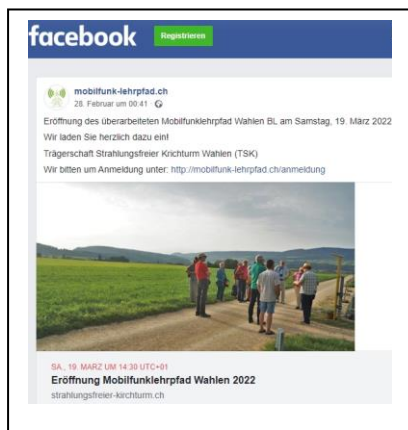 facebook
Registrieren
mobilfunk-lehrpfad.ch
28. Februar um 00:41 ·
Eröffnung des überarbeiteten Mobilfunklehrpfad Wahlen BL am Samstag, 19. März 2022
Wir laden Sie herzlich dazu ein!
Trägerschaft Strahlungsfreier Krichturm Wahlen (TSK)
Wir bitten um Anmeldung unter: http://mobilfunk-lehrpfad.ch/anmeldung
SA., 19. MÄRZ UM 14:30 UTC+01
Eröffnung Mobilfunklehrpfad Wahlen 2022
strahlungsfreier-kirchturm.ch